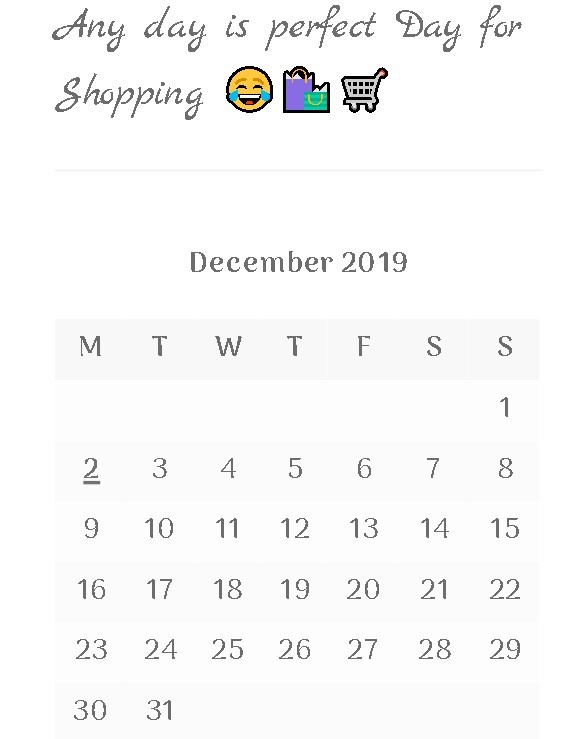 Any day is perfect Day for
Shopping 😂🛍️🛒
December 2019
M T W T F S S
1
2 3 4 5 6 7 8
9 10 11 12 13 14 15
16 17 18 19 20 21 22
23 24 25 26 27 28 29
30 31